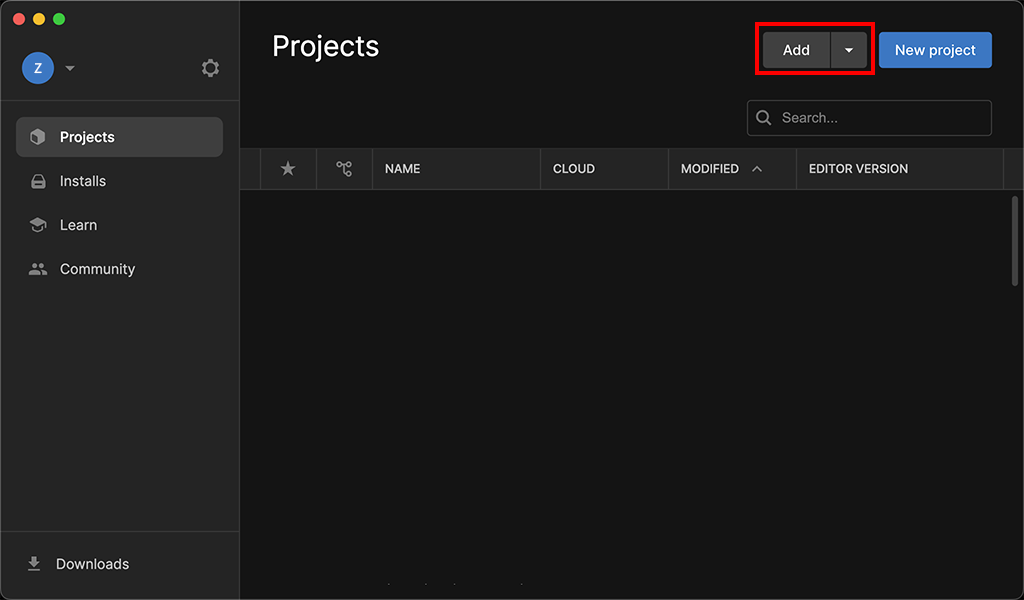 Z
Projects
Installs
Learn
Community
Downloads
Projects
Add
New project
Search...
NAME CLOUD MODIFIED EDITOR VERSION